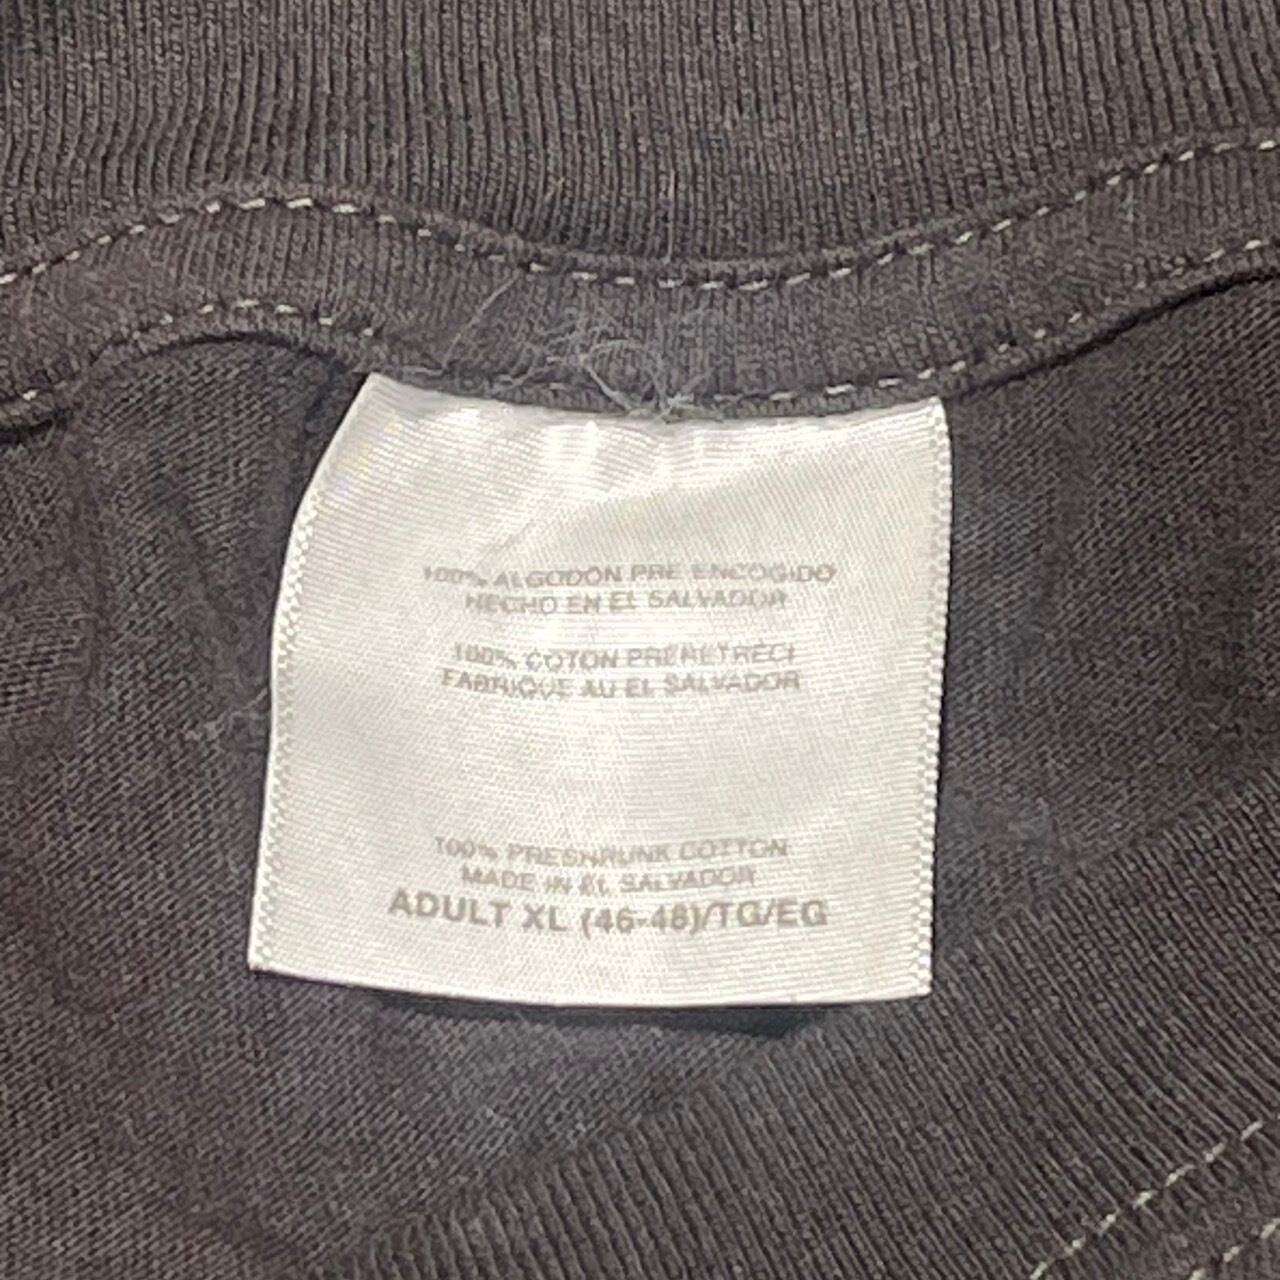 100% ALGODON PRE ENCOGIDO
HECHO EN EL SALVADOR
100% COTON PRERETRECI
FABRIQUE AU EL SALVADOR
100% PRESHRUNK COTTON
MADE IN EL SALVADOR
ADULT XL (46-48)/TG/EG